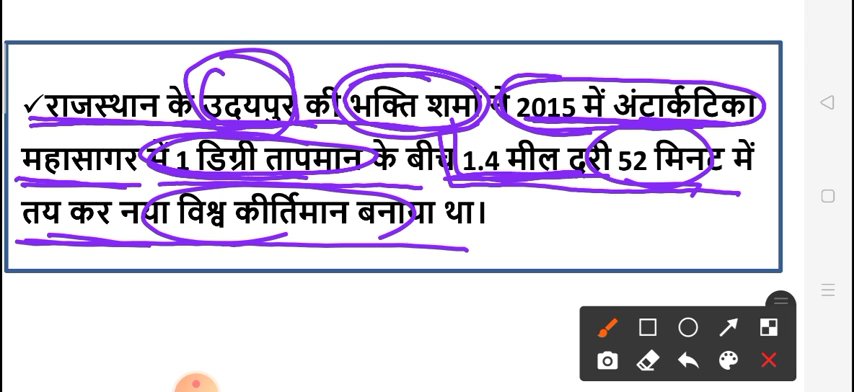 ✓राजस्थान के उदयपुर की भक्ति शर्मा ने 2015 में अंटार्कटिका
महासागर में 1 डिग्री तापमान के बीच 1.4 मील दूरी 52 मिनट में
तय कर नया विश्व कीर्तिमान बनाया था।